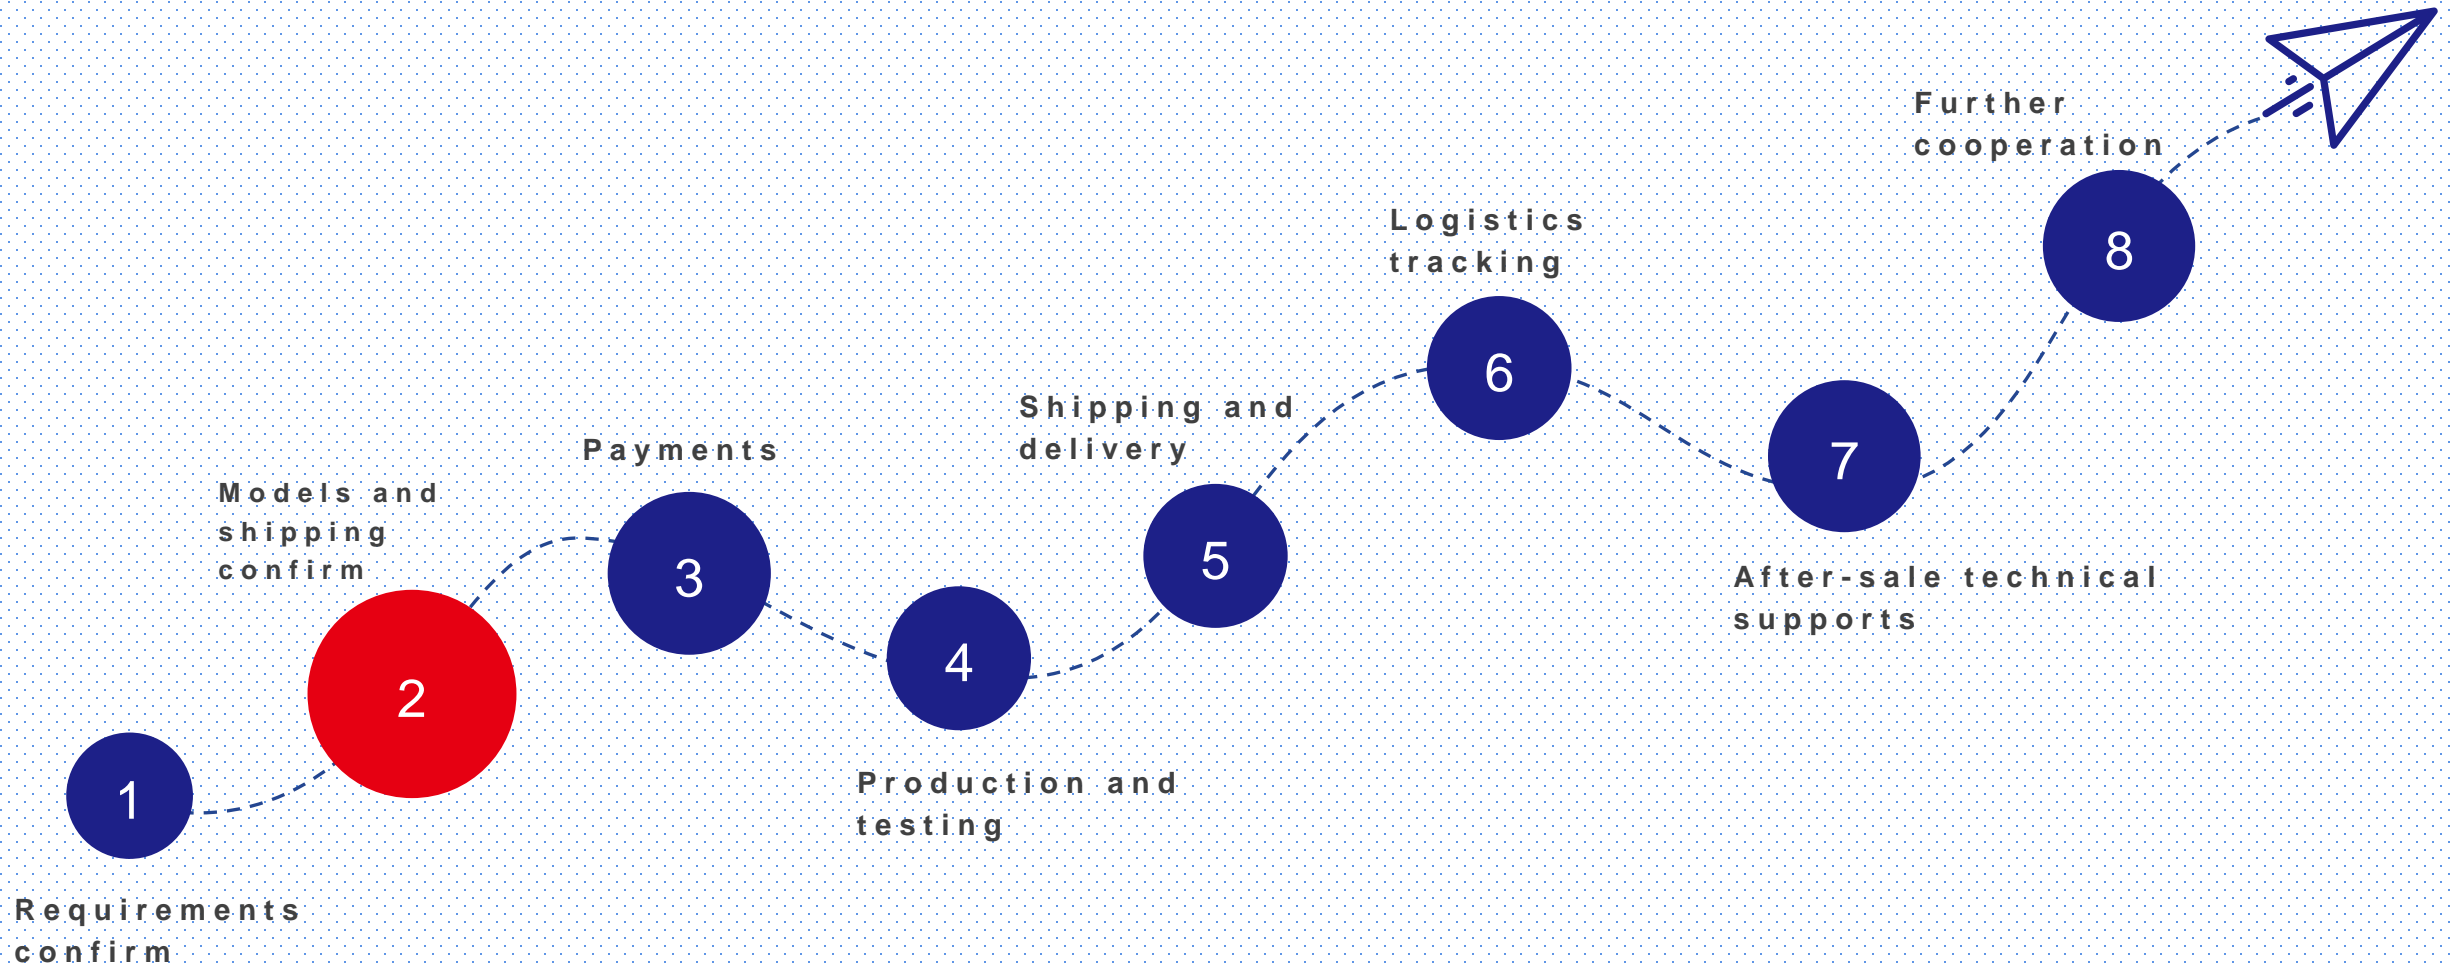 1
Requirements
confirm
2
Models and
shipping
confirm
3
Payments
4
Production and
testing
5
Shipping and
delivery
6
Logistics
tracking
7
After-sale technical
supports
8
Further
cooperation